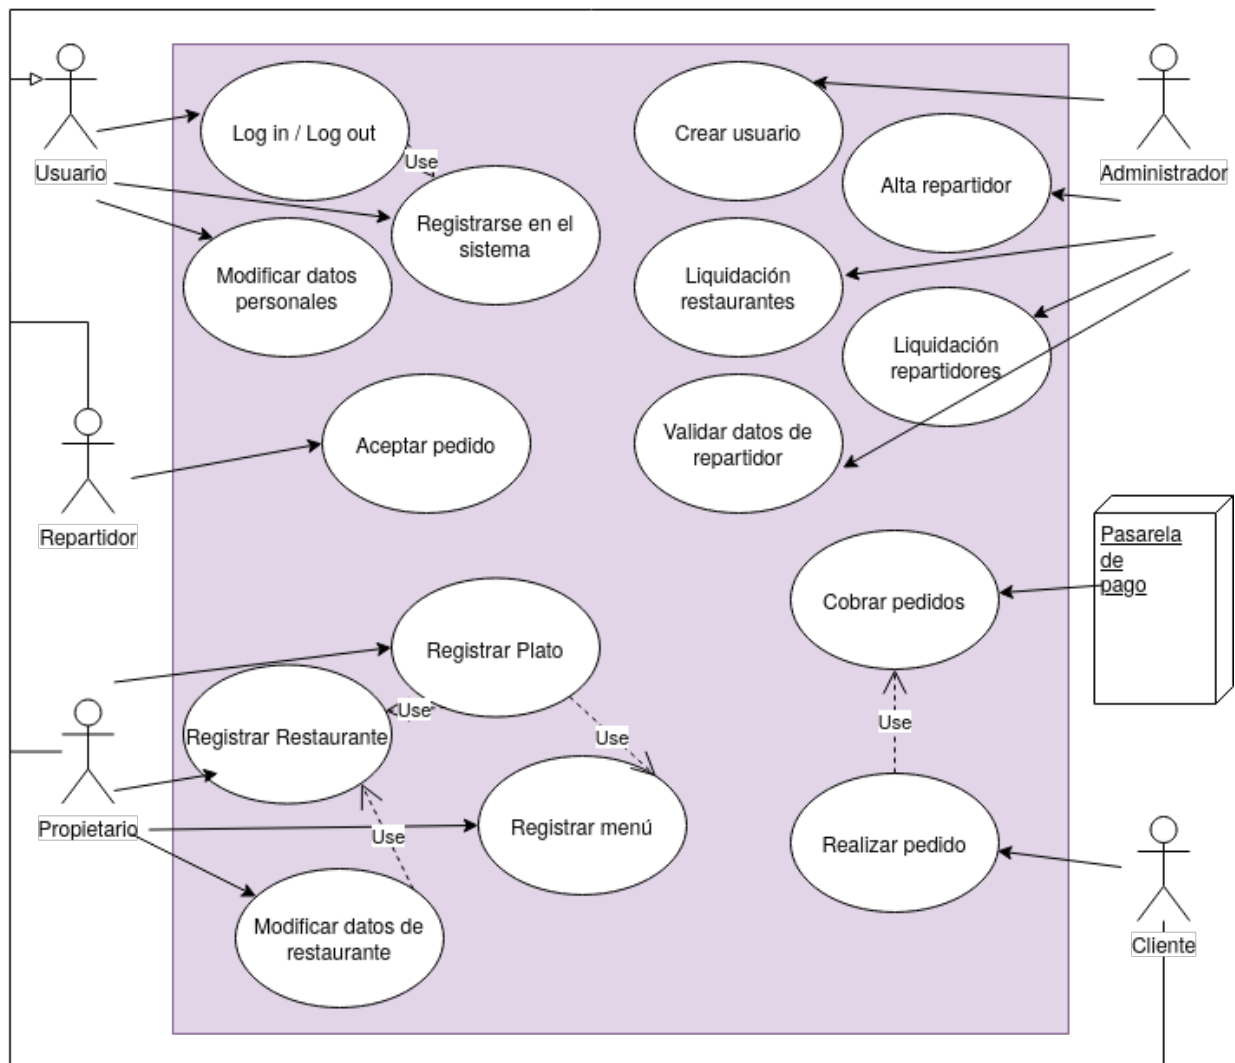 Usuario
Log in / Log out
Use
Registrarse en el
sistema
Modificar datos
personales
Crear usuario
Alta repartidor
Administrador
Liquidación
restaurantes
Liquidación
repartidores
Validar datos de
repartidor
Aceptar pedido
Repartidor
Pasarela
de
pago
Cobrar pedidos
Use
Realizar pedido
Cliente
Registrar Plato
Use
Use
Registrar Restaurante
Propietario
Registrar menú
Use
Modificar datos de
restaurante